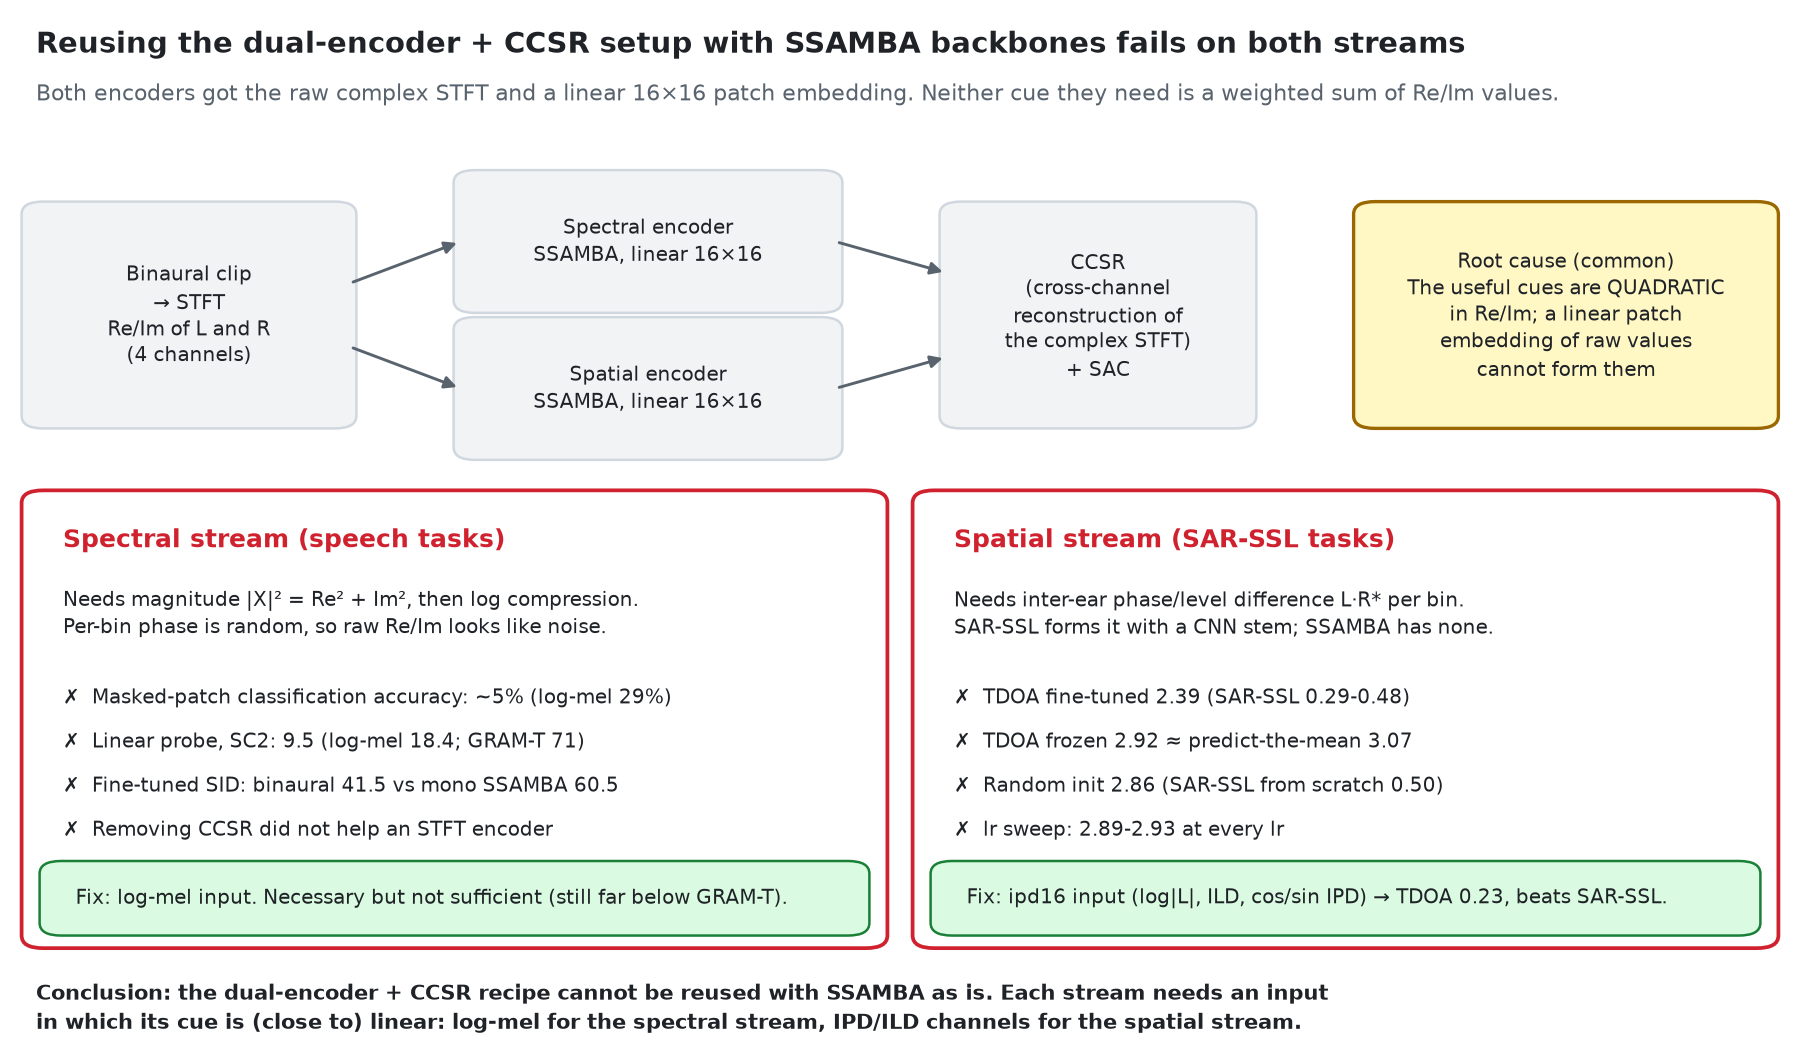 Reusing the dual-encoder + CCSR setup with SSAMBA backbones fails on both streams
Both encoders got the raw complex STFT and a linear 16×16 patch embedding. Neither cue they need is a weighted sum of Re/Im values.
Binaural clip
→ STFT
Re/Im of L and R
(4 channels)
Spectral encoder
SSAMBA, linear 16×16
Spatial encoder
SSAMBA, linear 16×16
CCSR
(cross-channel
reconstruction of
the complex STFT)
+ SAC
Root cause (common)
The useful cues are QUADRATIC
in Re/Im; a linear patch
embedding of raw values
cannot form them
Spectral stream (speech tasks)
Needs magnitude |X|² = Re² + Im², then log compression.
Per-bin phase is random, so raw Re/Im looks like noise.
✗ Masked-patch classification accuracy: ~5% (log-mel 29%)
✗ Linear probe, SC2: 9.5 (log-mel 18.4; GRAM-T 71)
✗ Fine-tuned SID: binaural 41.5 vs mono SSAMBA 60.5
✗ Removing CCSR did not help an STFT encoder
Fix: log-mel input. Necessary but not sufficient (still far below GRAM-T).
Spatial stream (SAR-SSL tasks)
Needs inter-ear phase/level difference L·R* per bin.
SAR-SSL forms it with a CNN stem; SSAMBA has none.
✗ TDOA fine-tuned 2.39 (SAR-SSL 0.29-0.48)
✗ TDOA frozen 2.92 ≈ predict-the-mean 3.07
✗ Random init 2.86 (SAR-SSL from scratch 0.50)
✗ lr sweep: 2.89-2.93 at every lr
Fix: ipd16 input (log|L|, ILD, cos/sin IPD) → TDOA 0.23, beats SAR-SSL.
Conclusion: the dual-encoder + CCSR recipe cannot be reused with SSAMBA as is. Each stream needs an input
in which its cue is (close to) linear: log-mel for the spectral stream, IPD/ILD channels for the spatial stream.